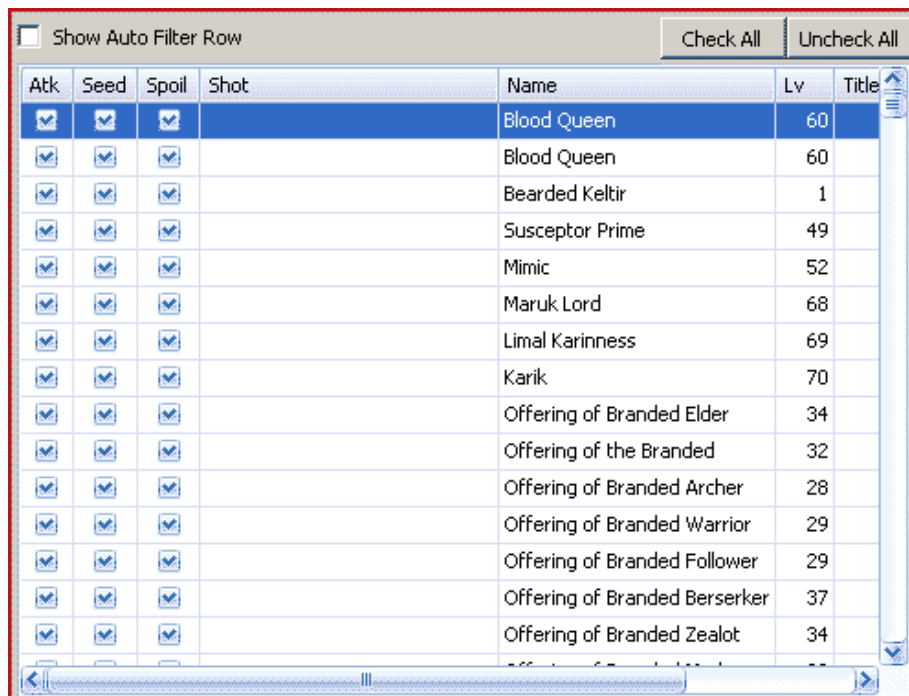 Show Auto Filter Row Check All Uncheck All
Atk Seed Spoil Shot Name Lv Title
Blood Queen 60
Blood Queen 60
Bearded Keltir 1
Susceptor Prime 49
Mimic 52
Maruk Lord 68
Limal Karinness 69
Karik 70
Offering of Branded Elder 34
Offering of the Branded 32
Offering of Branded Archer 28
Offering of Branded Warrior 29
Offering of Branded Follower 29
Offering of Branded Berserker 37
Offering of Branded Zealot 34